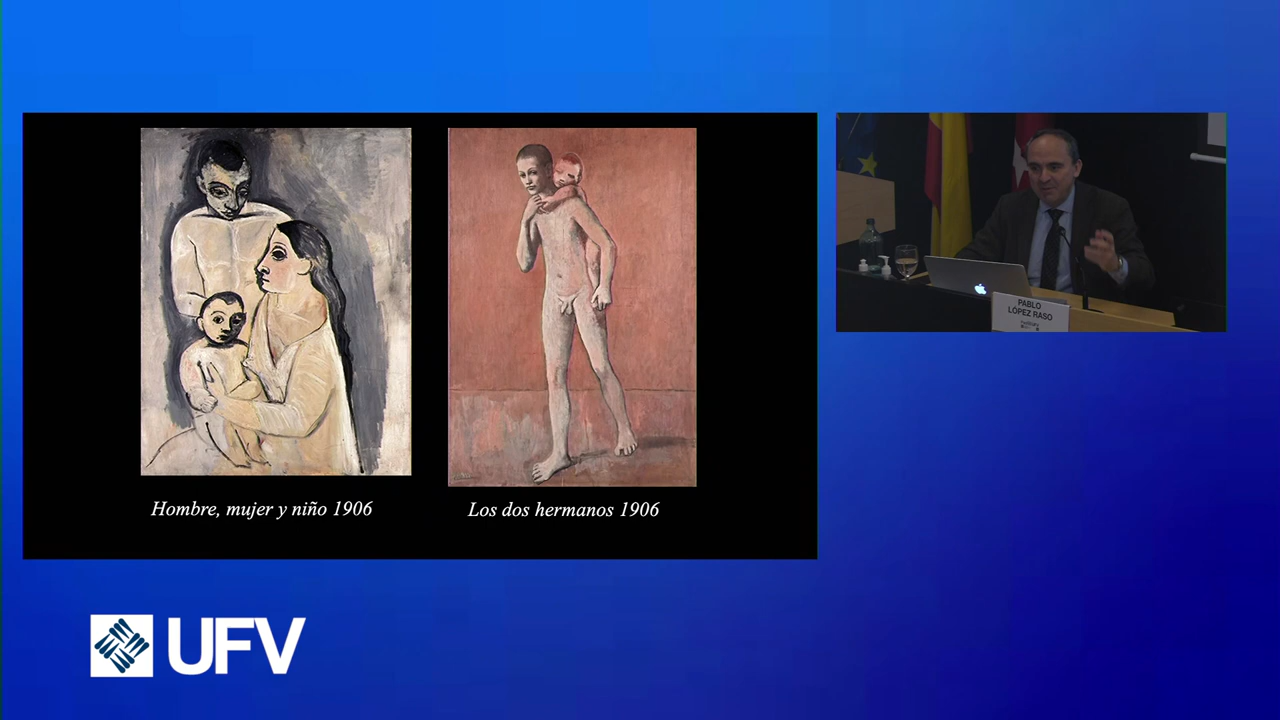 Hombre, mujer y niño 1906
Los dos hermanos 1906
PABLO
LÓPEZ RASO
UFV